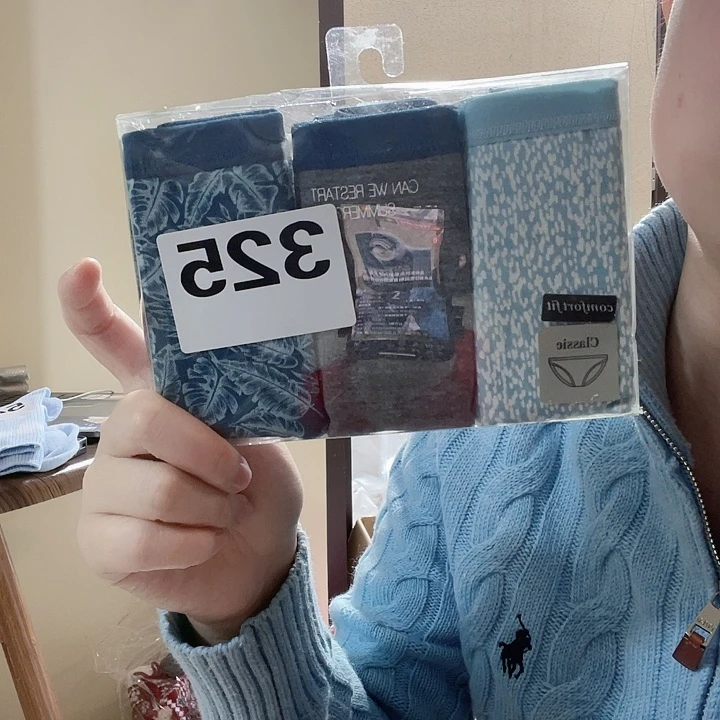 CAN WE RESTART
SUMMER
325
comfort fit
Classic